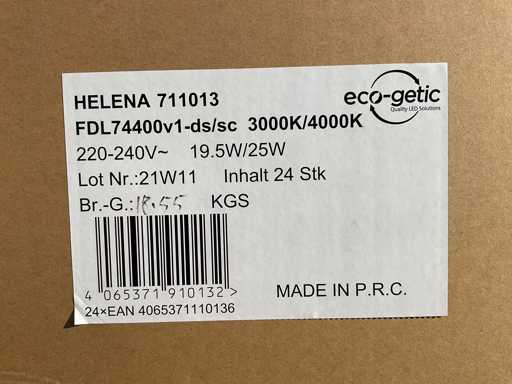 HELENA 711013
eco-getic
Quality LED Solutions
FDL74400v1-ds/sc 3000K/4000K
220-240V~ 19.5W/25W
Lot Nr.:21W11 Inhalt 24 Stk
Br.-G.:18.55 KGS
4 065371 910132 >
MADE IN P.R.C.
24×EAN 4065371110136